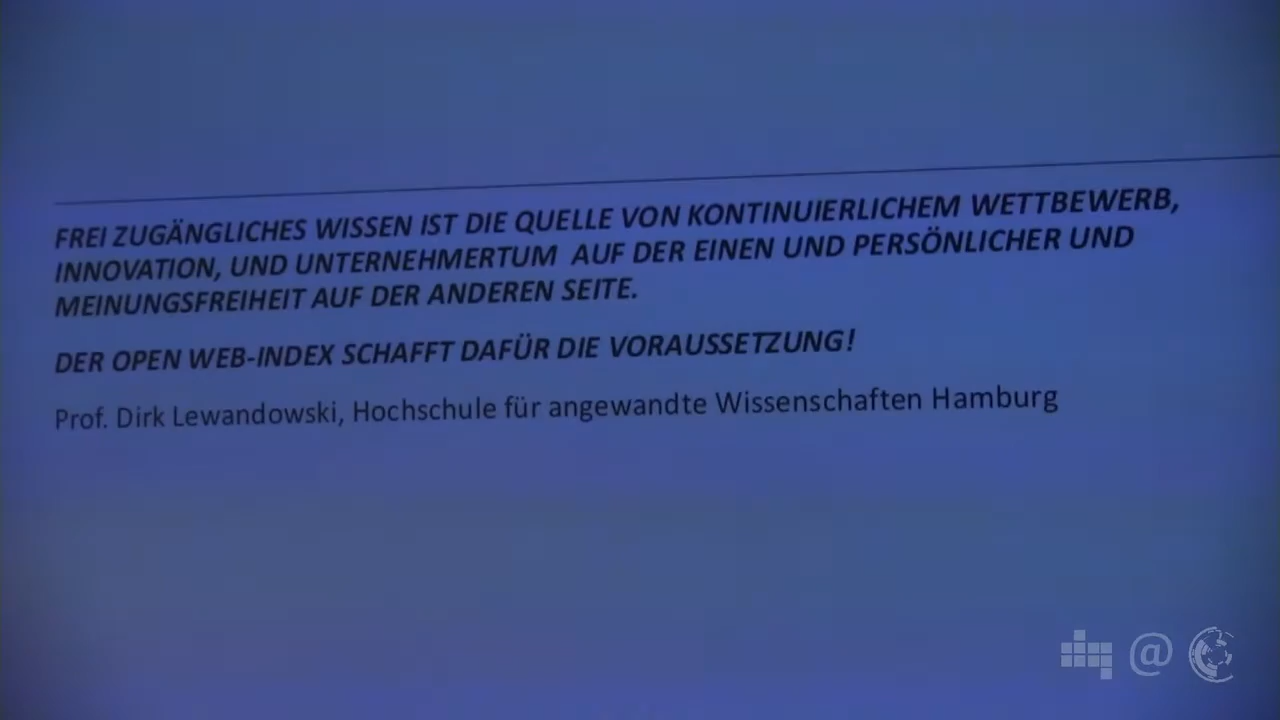 FREI ZUGÄNGLICHES WISSEN IST DIE QUELLE VON KONTINUIERLICHEM WETTBEWERB,
INNOVATION, UND UNTERNEHMERTUM AUF DER EINEN UND PERSÖNLICHER UND
MEINUNGSFREIHEIT AUF DER ANDEREN SEITE.
DER OPEN WEB-INDEX SCHAFFT DAFÜR DIE VORAUSSETZUNG!
Prof. Dirk Lewandowski, Hochschule für angewandte Wissenschaften Hamburg
@